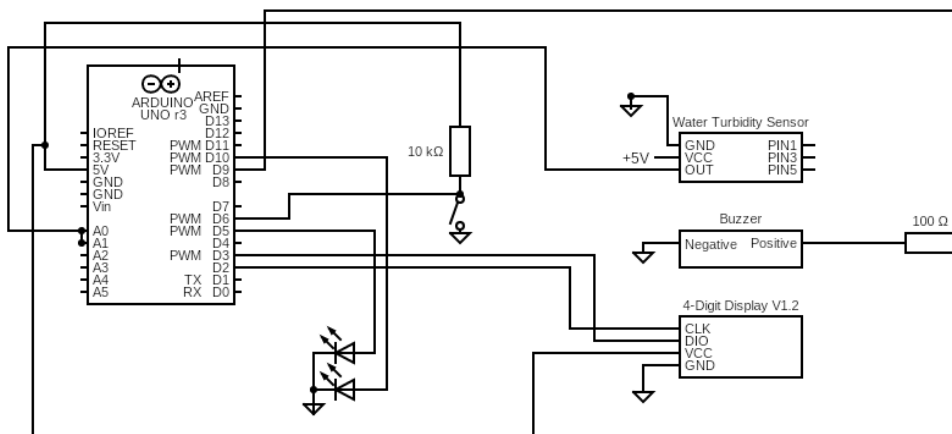 ARDUINO
UNO r3
AREF
GND
D13
D12
PWM D11
PWM D10
PWM D9
D8
D7
PWM D6
PWM D5
D4
PWM D3
D2
TX D1
RX D0
IOREF
RESET
3.3V
5V
GND
GND
Vin
A0
A1
A2
A3
A4
A5
10 kΩ
Water Turbidity Sensor
GND
VCC
OUT
PIN1
PIN3
PIN5
+5V
Buzzer
Negative Positive
100 Ω
4-Digit Display V1.2
CLK
DIO
VCC
GND